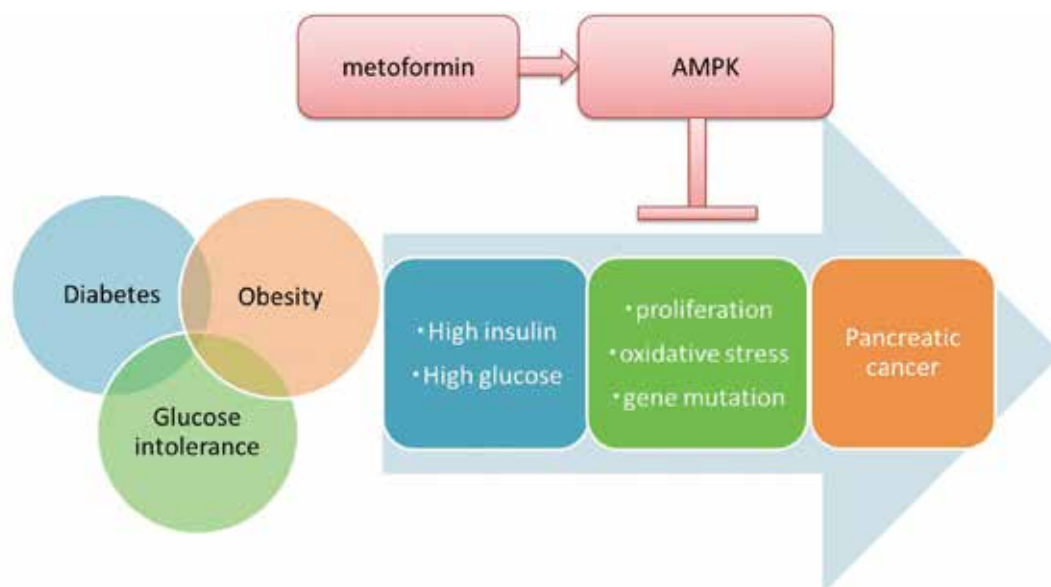 metoformin
AMPK
Diabetes
Obesity
Glucose
intolerance
・High insulin
・High glucose
・proliferation
・oxidative stress
・gene mutation
Pancreatic
cancer